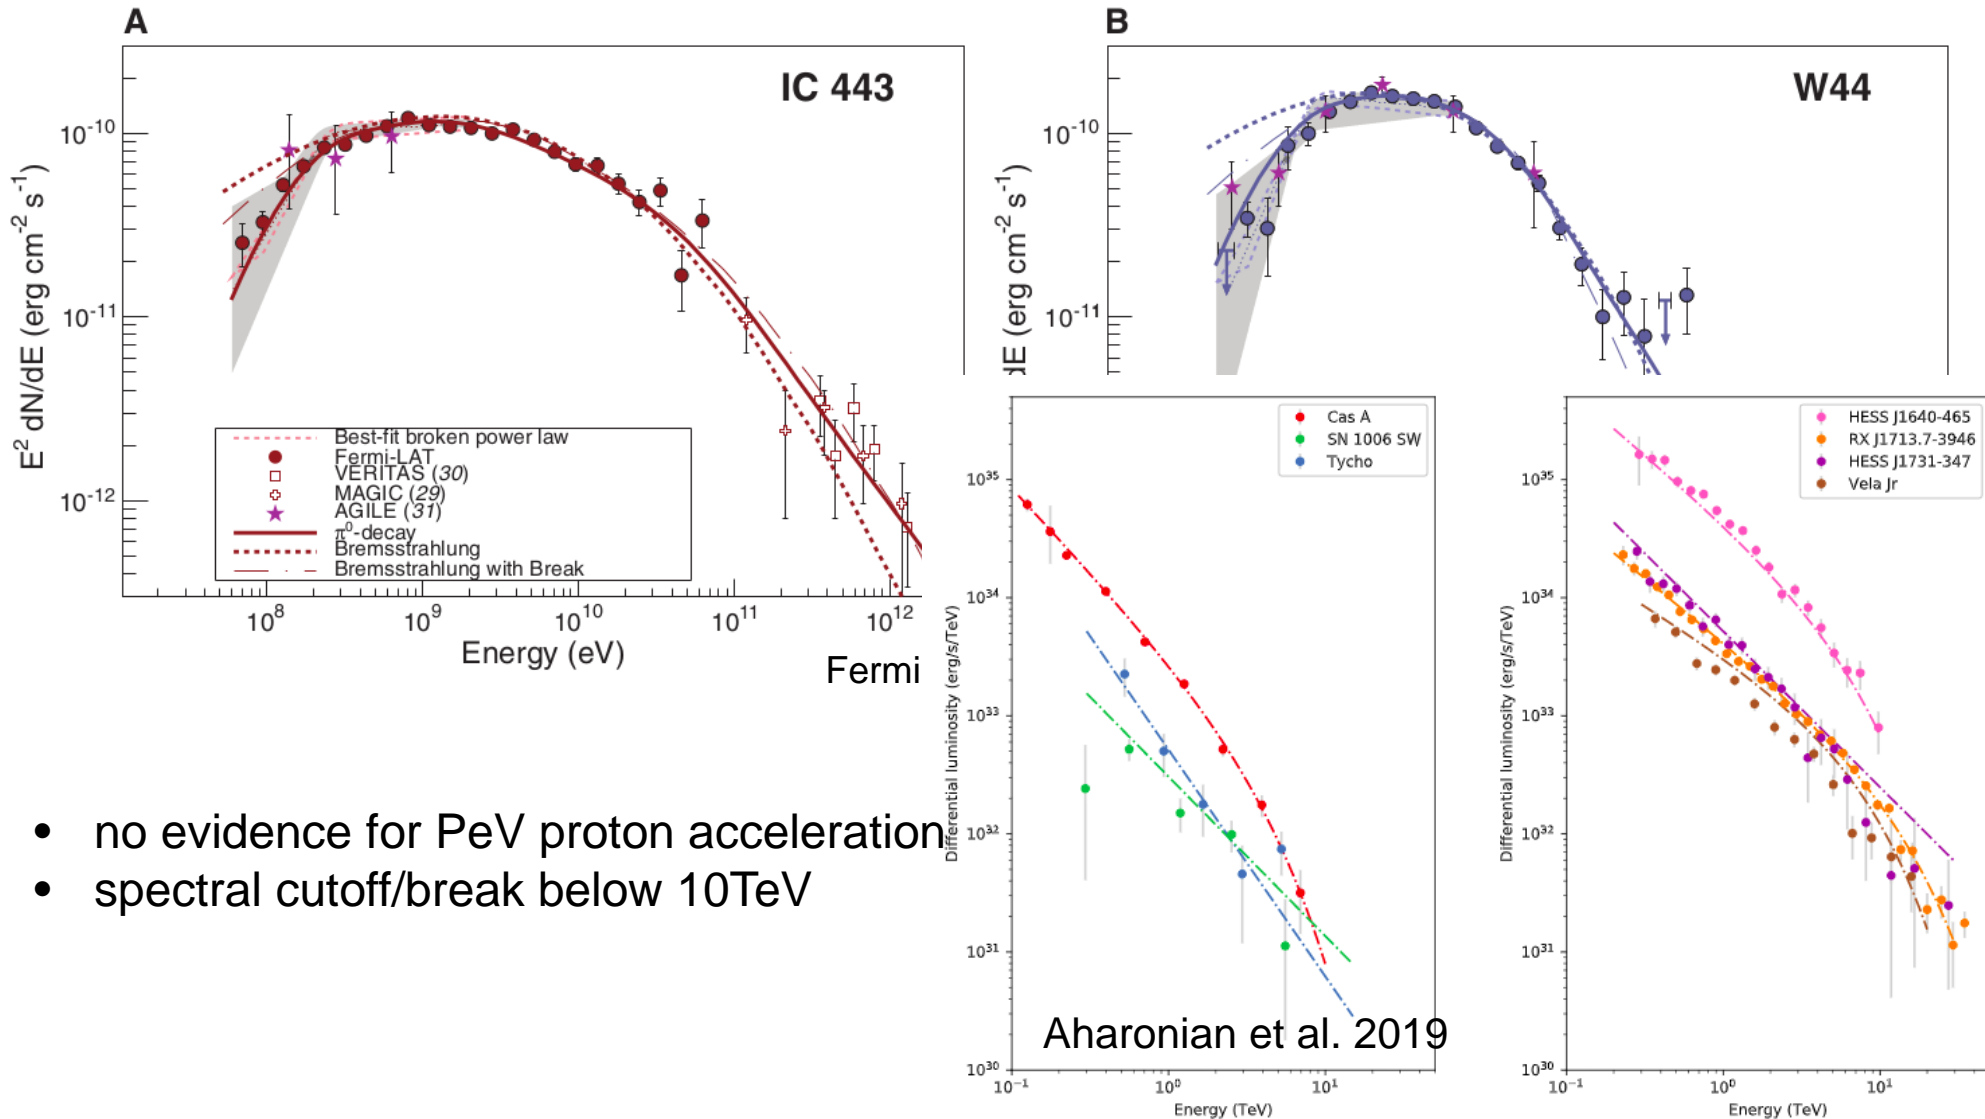 A
IC 443
E² dN/dE (erg cm⁻² s⁻¹)
10⁻¹⁰
10⁻¹¹
10⁻¹²
Best-fit broken power law
Fermi-LAT
VERITAS (30)
MAGIC (29)
AGILE (31)
π⁰-decay
Bremsstrahlung
Bremsstrahlung with Break
10⁸ 10⁹ 10¹⁰ 10¹¹ 10¹²
Energy (eV)
Fermi
B
W44
dE (erg cm⁻² s⁻¹)
10⁻¹⁰
10⁻¹¹
• no evidence for PeV proton acceleration
• spectral cutoff/break below 10TeV
Cas A
SN 1006 SW
Tycho
Differential luminosity (erg/s/TeV)
10³⁵
10³⁴
10³³
10³²
10³¹
10³⁰
Aharonian et al. 2019
10⁻¹ 10⁰ 10¹
Energy (TeV)
HESS J1640-465
RX J1713.7-3946
HESS J1731-347
Vela Jr
Differential luminosity (erg/s/TeV)
10³⁵
10³⁴
10³³
10³²
10³¹
10³⁰
10⁻¹ 10⁰ 10¹
Energy (TeV)